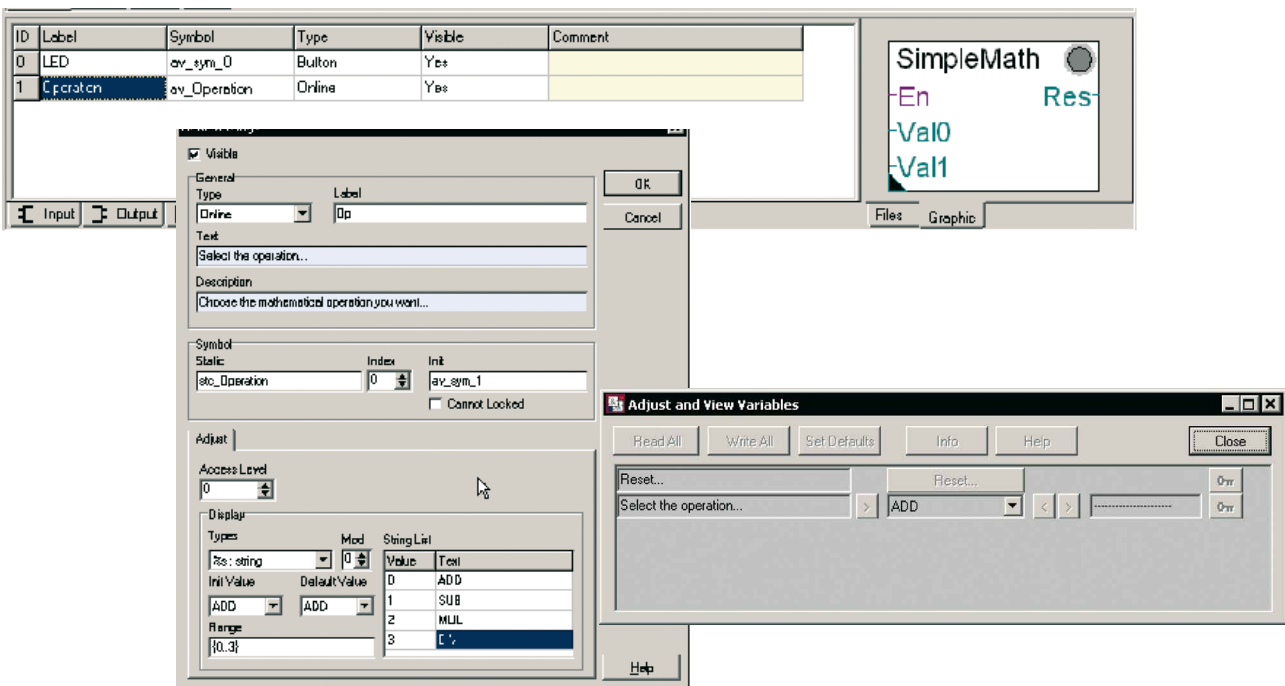 ID Label Symbol Type Visible Comment
0 LED av_sym_0 Button Yes
1 Operation av_Operation Online Yes
Input Output
SimpleMath
En Res
Val0
Val1
Files Graphic
Visible
General
Type Label
Online Op
Text
Select the operation...
Description
Choose the mathematical operation you want...
OK
Cancel
Symbol
Static Index Init
stc_Operation 0 av_sym_1
Cannot Locked
Adjust
Access Level
0
Display
Types Mod String List
%s : string 0 Value Text
Init Value Default Value 0 ADD
ADD ADD 1 SUB
Range 2 MUL
{0..3} 3
Help
Adjust and View Variables
Read All Write All Set Defaults Info Help Close
Reset... Reset...
Select the operation... > ADD < > --------------------